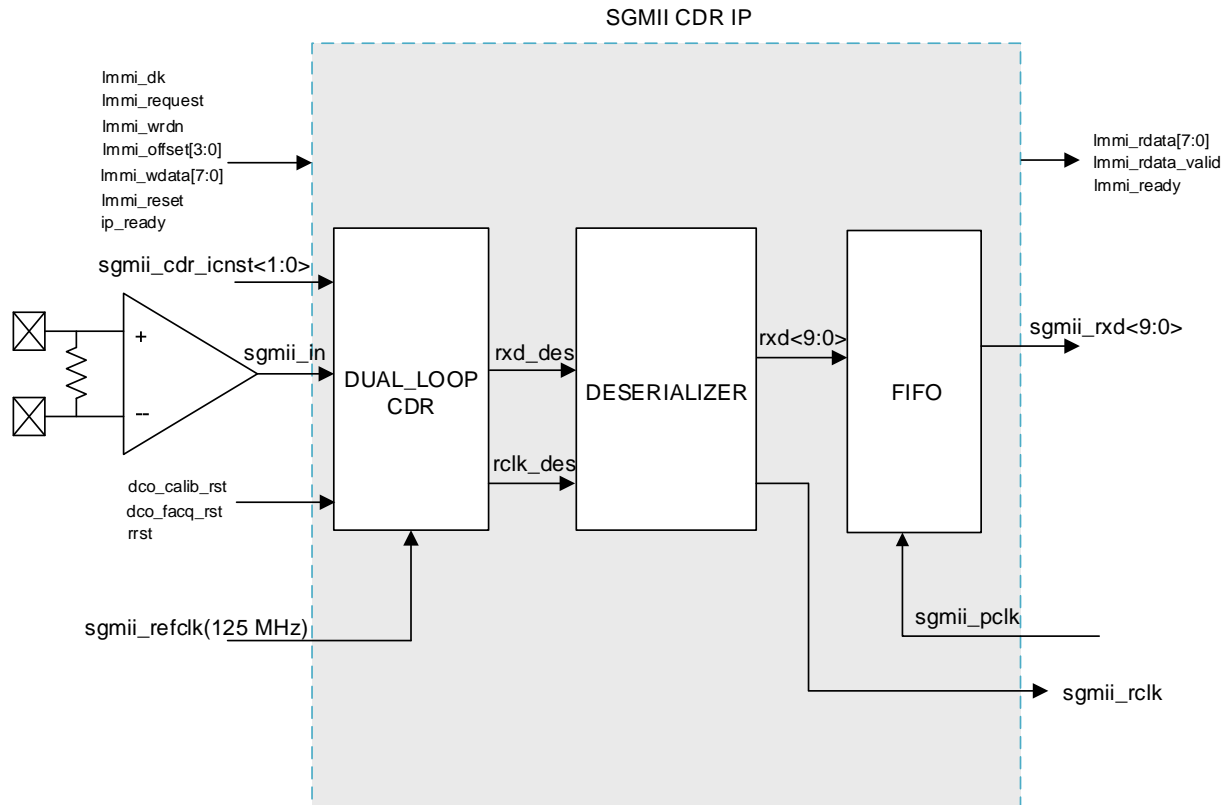 SGMII CDR IP
lmmi_clk
lmmi_request
lmmi_wrdn
lmmi_offset[3:0]
lmmi_wdata[7:0]
lmmi_reset
ip_ready
lmmi_rdata[7:0]
lmmi_rdata_valid
lmmi_ready
sgmii_cdr_icnst<1:0>
+
--
sgmii_in
DUAL_LOOP
CDR
rxd_des
rclk_des
DESERIALIZER
rxd<9:0>
FIFO
sgmii_rxd<9:0>
dco_calib_rst
dco_facq_rst
rrst
sgmii_refclk(125 MHz)
sgmii_pclk
sgmii_rclk